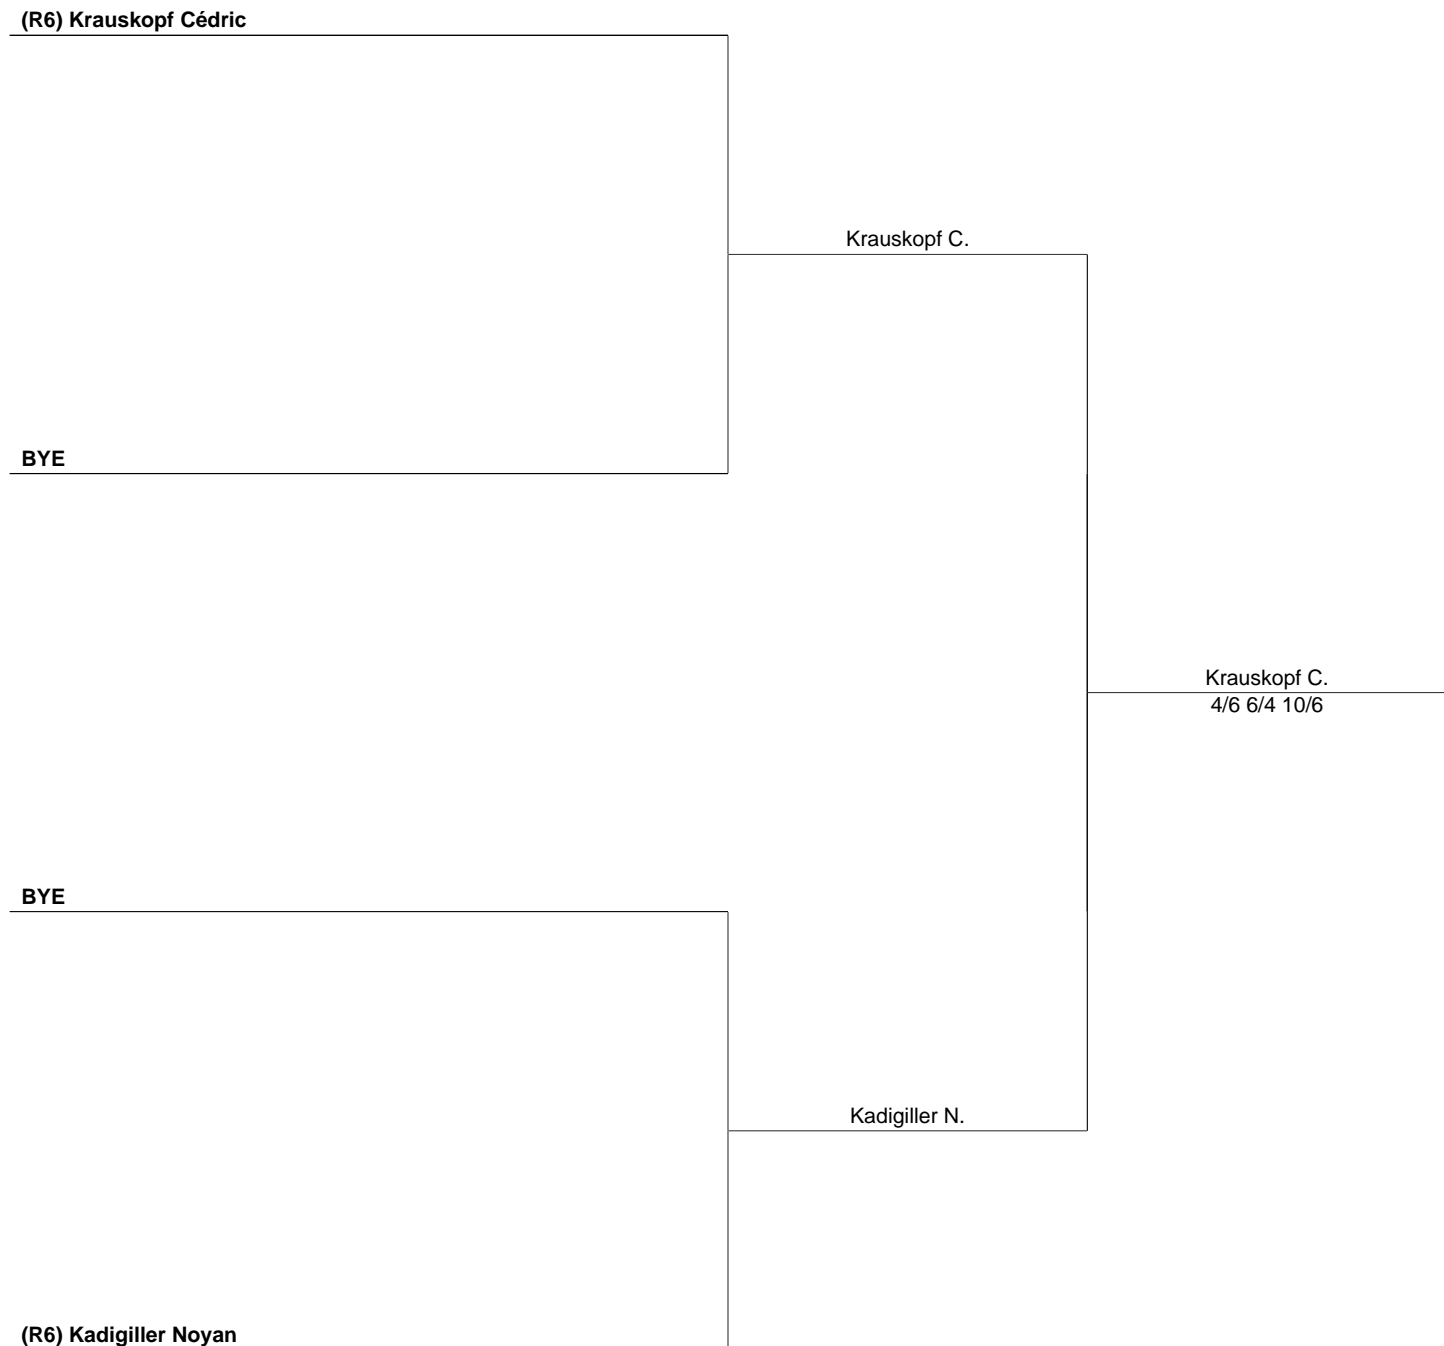 (R6) Krauskopf Cédric
Krauskopf C.
BYE
Krauskopf C.
4/6 6/4 10/6
BYE
Kadigiller N.
(R6) Kadigiller Noyan